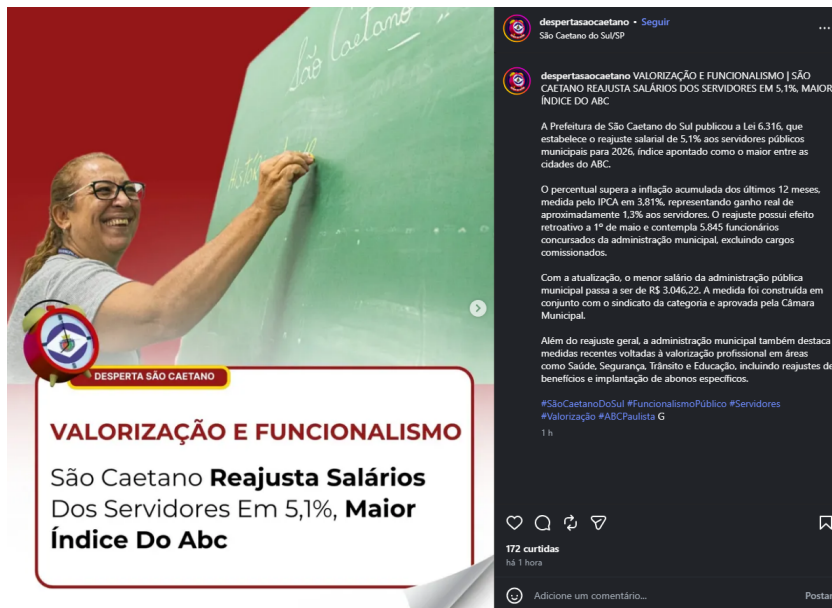 São Caetano
DESPERTA SÃO CAETANO
VALORIZAÇÃO E FUNCIONALISMO
São Caetano Reajusta Salários
Dos Servidores Em 5,1%, Maior
Índice Do Abc
despertasaocaetano • Seguir
São Caetano do Sul/SP
despertasaocaetano VALORIZAÇÃO E FUNCIONALISMO | SÃO
CAETANO REAJUSTA SALÁRIOS DOS SERVIDORES EM 5,1%, MAIOR
ÍNDICE DO ABC
A Prefeitura de São Caetano do Sul publicou a Lei 6.316, que
estabelece o reajuste salarial de 5,1% aos servidores públicos
municipais para 2026, índice apontado como o maior entre as
cidades do ABC.
O percentual supera a inflação acumulada dos últimos 12 meses,
medida pelo IPCA em 3,81%, representando ganho real de
aproximadamente 1,3% aos servidores. O reajuste possui efeito
retroativo a 1º de maio e contempla 5.845 funcionários
concursados da administração municipal, excluindo cargos
comissionados.
Com a atualização, o menor salário da administração pública
municipal passa a ser de R$ 3.046,22. A medida foi construída em
conjunto com o sindicato da categoria e aprovada pela Câmara
Municipal.
Além do reajuste geral, a administração municipal também destaca
medidas recentes voltadas à valorização profissional em áreas
como Saúde, Segurança, Trânsito e Educação, incluindo reajustes de
benefícios e implantação de abonos específicos.
#SãoCaetanoDoSul #FuncionalismoPúblico #Servidores
#Valorização #ABCPaulista G
1 h
172 curtidas
há 1 hora
Adicione um comentário...
Postar